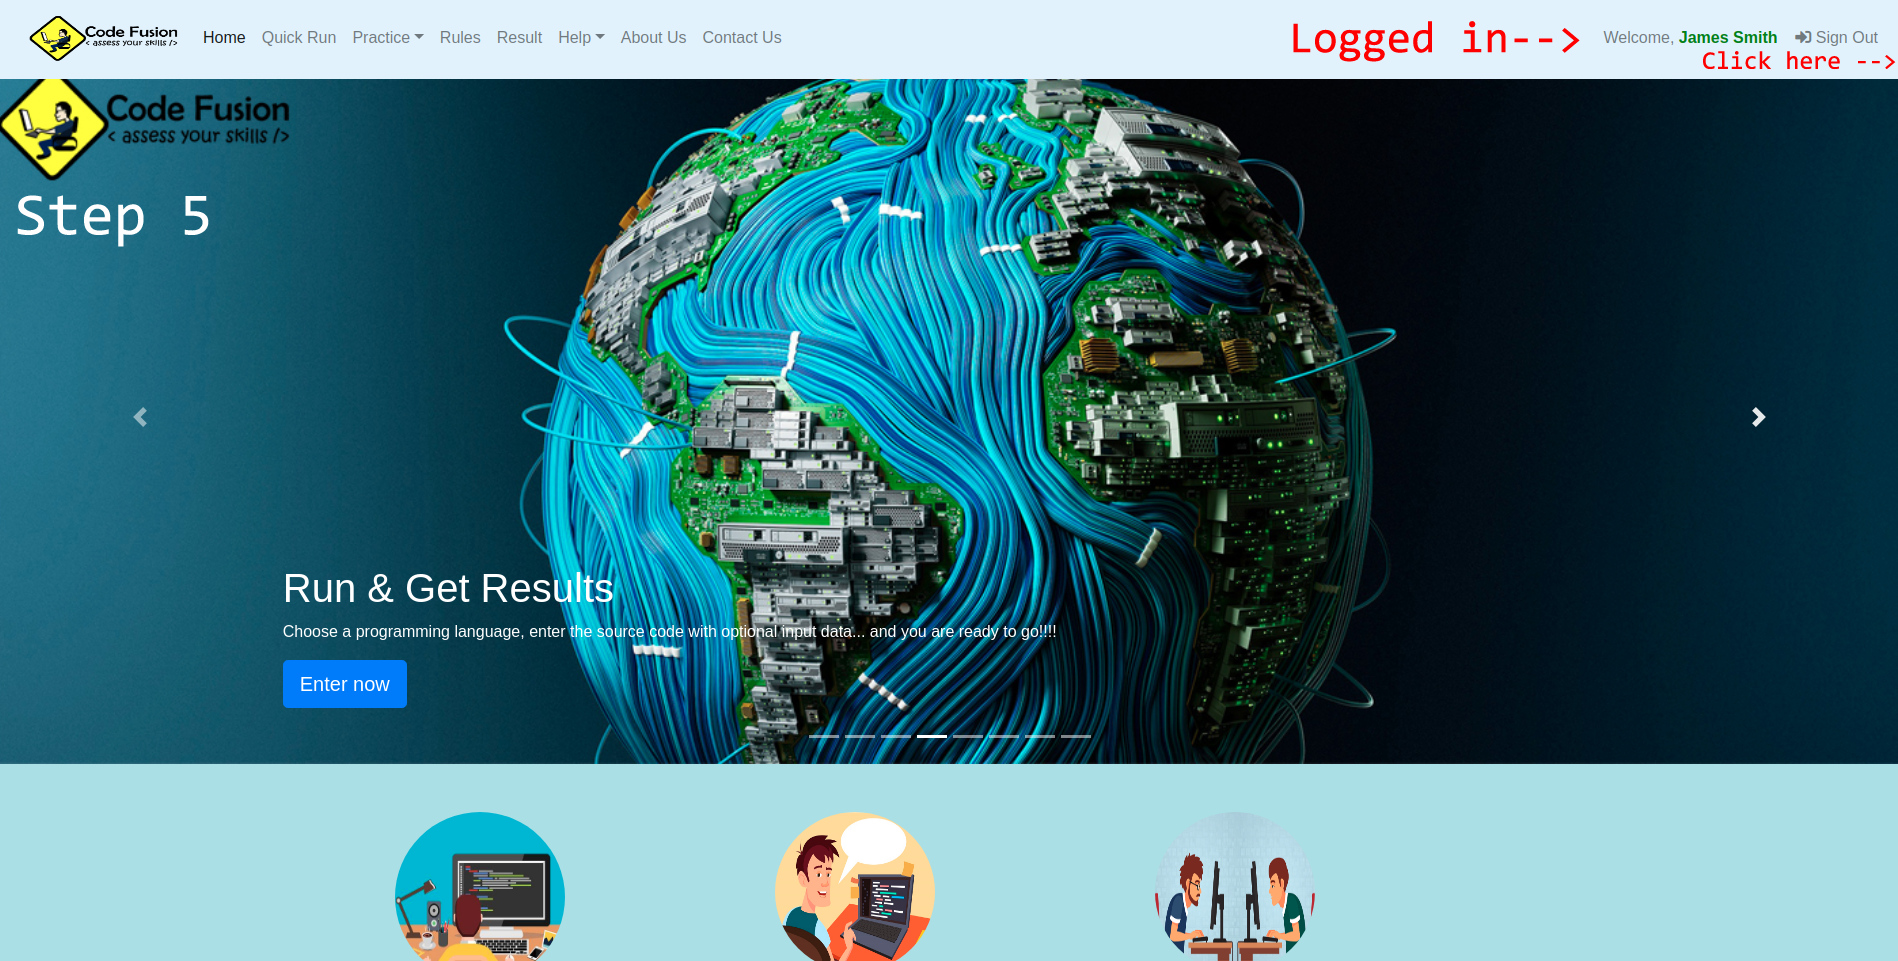 Code Fusion
< assess your skills />
Home Quick Run Practice Rules Result Help About Us Contact Us
Logged in-->
Welcome, James Smith Sign Out
Click here -->
Code Fusion
< assess your skills />
Step 5
Run & Get Results
Choose a programming language, enter the source code with optional input data... and you are ready to go!!!!
Enter now